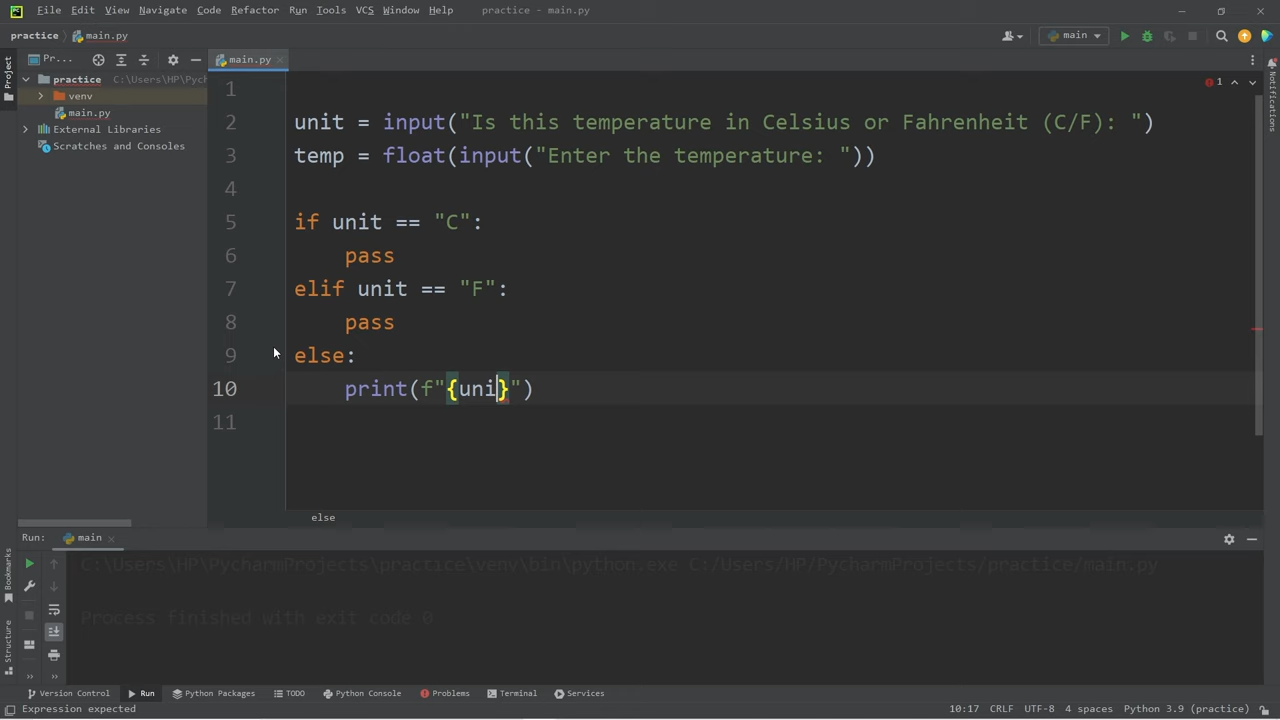 File Edit View Navigate Code Refactor Run Tools VCS Window Help practice - main.py
practice main.py main
Project Pr... main.py
practice C:\Users\HP\Pych
venv
main.py
External Libraries
Scratches and Consoles
Notifications
1
1
2 unit = input("Is this temperature in Celsius or Fahrenheit (C/F): ")
3 temp = float(input("Enter the temperature: "))
4
5 if unit == "C":
6     pass
7 elif unit == "F":
8     pass
9 else:
10     print(f"{uni}")
11
else
Run: main
C:\Users\HP\PycharmProjects\practice\venv\bin\python.exe C:/Users/HP/PycharmProjects/practice/main.py
Process finished with exit code 0
Bookmarks
Structure
Version Control Run Python Packages TODO Python Console Problems Terminal Services
Expression expected 10:17 CRLF UTF-8 4 spaces Python 3.9 (practice)